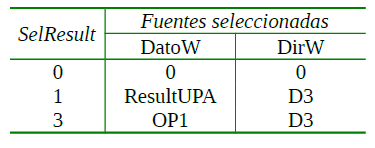 SelResult Fuentes seleccionadas
DatoW DirW
0 0 0
1 ResultUPA D3
3 OP1 D3